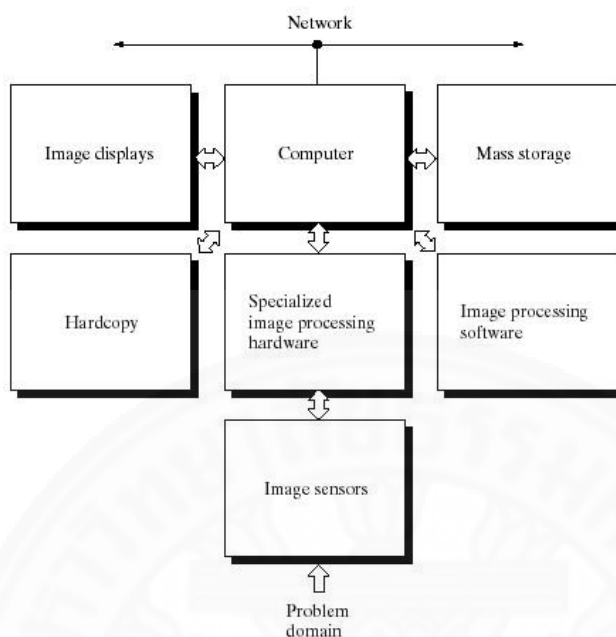 Network
Image displays
Computer
Mass storage
Hardcopy
Specialized
image processing
hardware
Image processing
software
Image sensors
Problem
domain